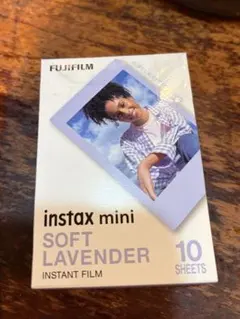 FUJIFILM
instax mini
SOFT
LAVENDER
INSTANT FILM
10
SHEETS